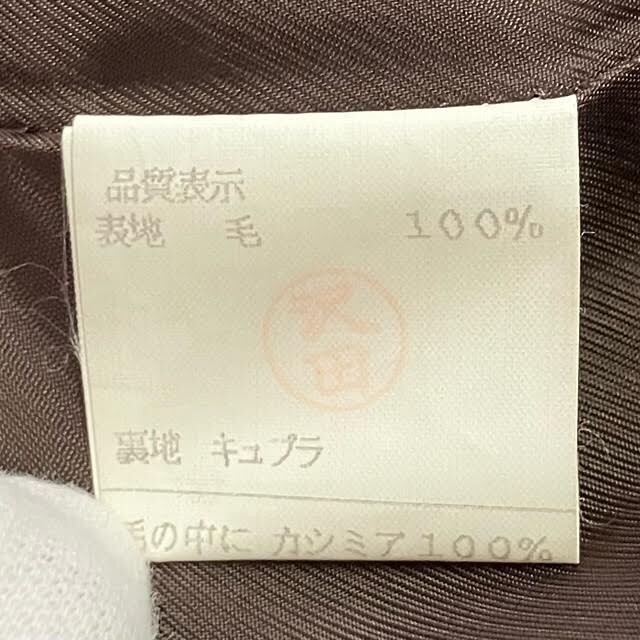 品質表示
表地 毛 100%
田
裏地 キュプラ
毛の中に カシミア100%